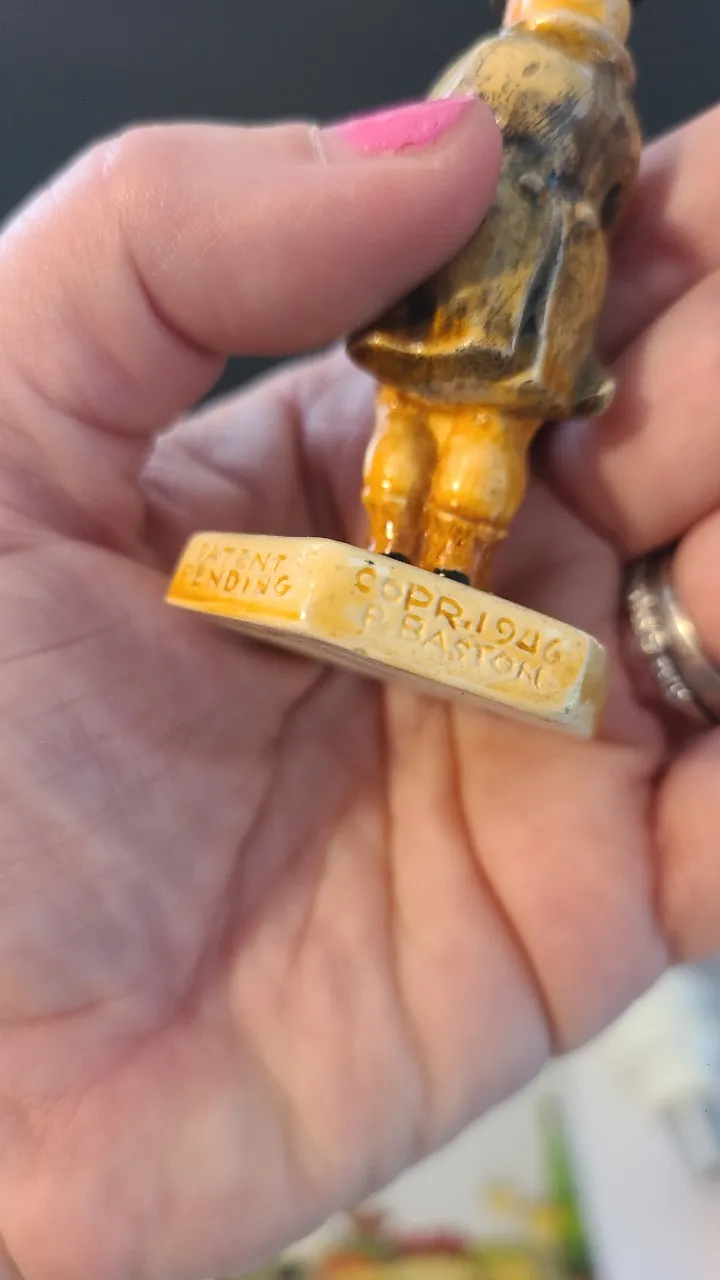 PATENT
PENDING
COPR.1946
P. BASTON